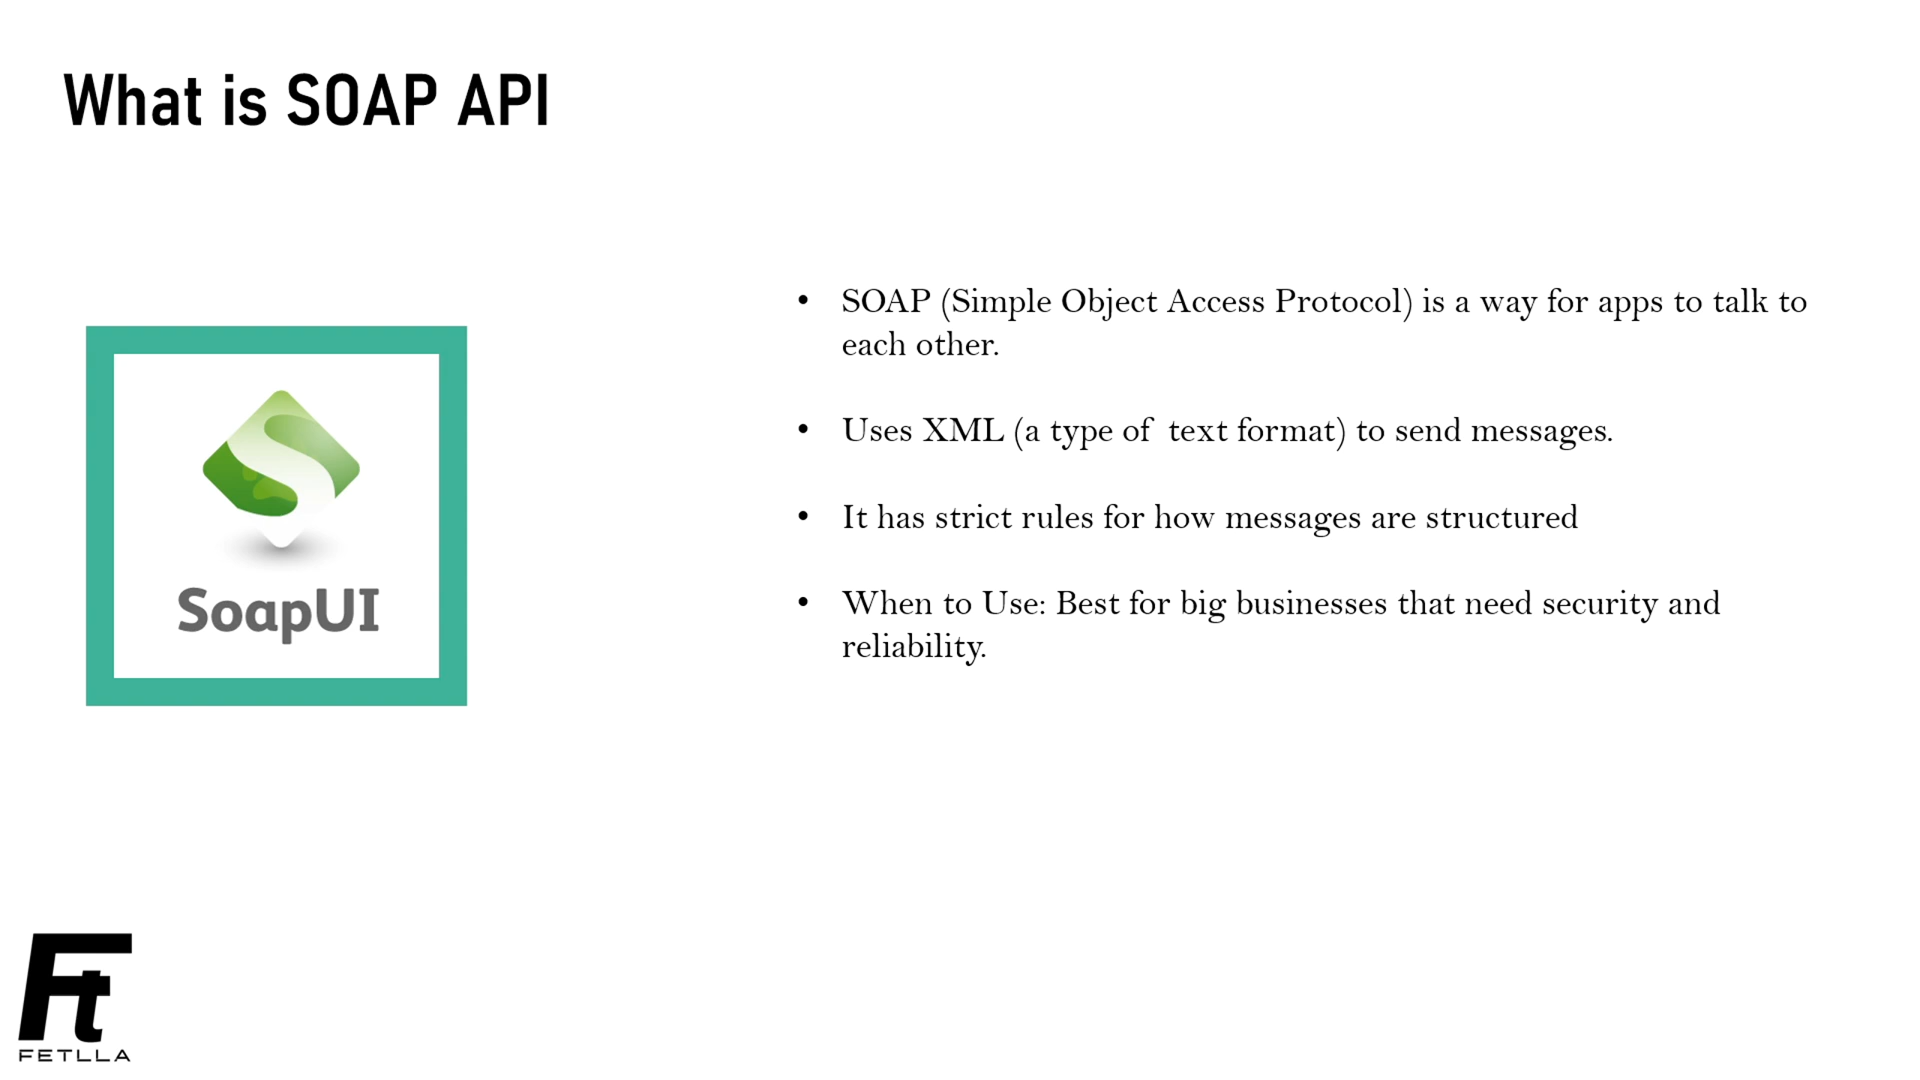 What is SOAP API
SoapUI
• SOAP (Simple Object Access Protocol) is a way for apps to talk to
each other.
• Uses XML (a type of text format) to send messages.
• It has strict rules for how messages are structured
• When to Use: Best for big businesses that need security and
reliability.
Ft
FETLLA